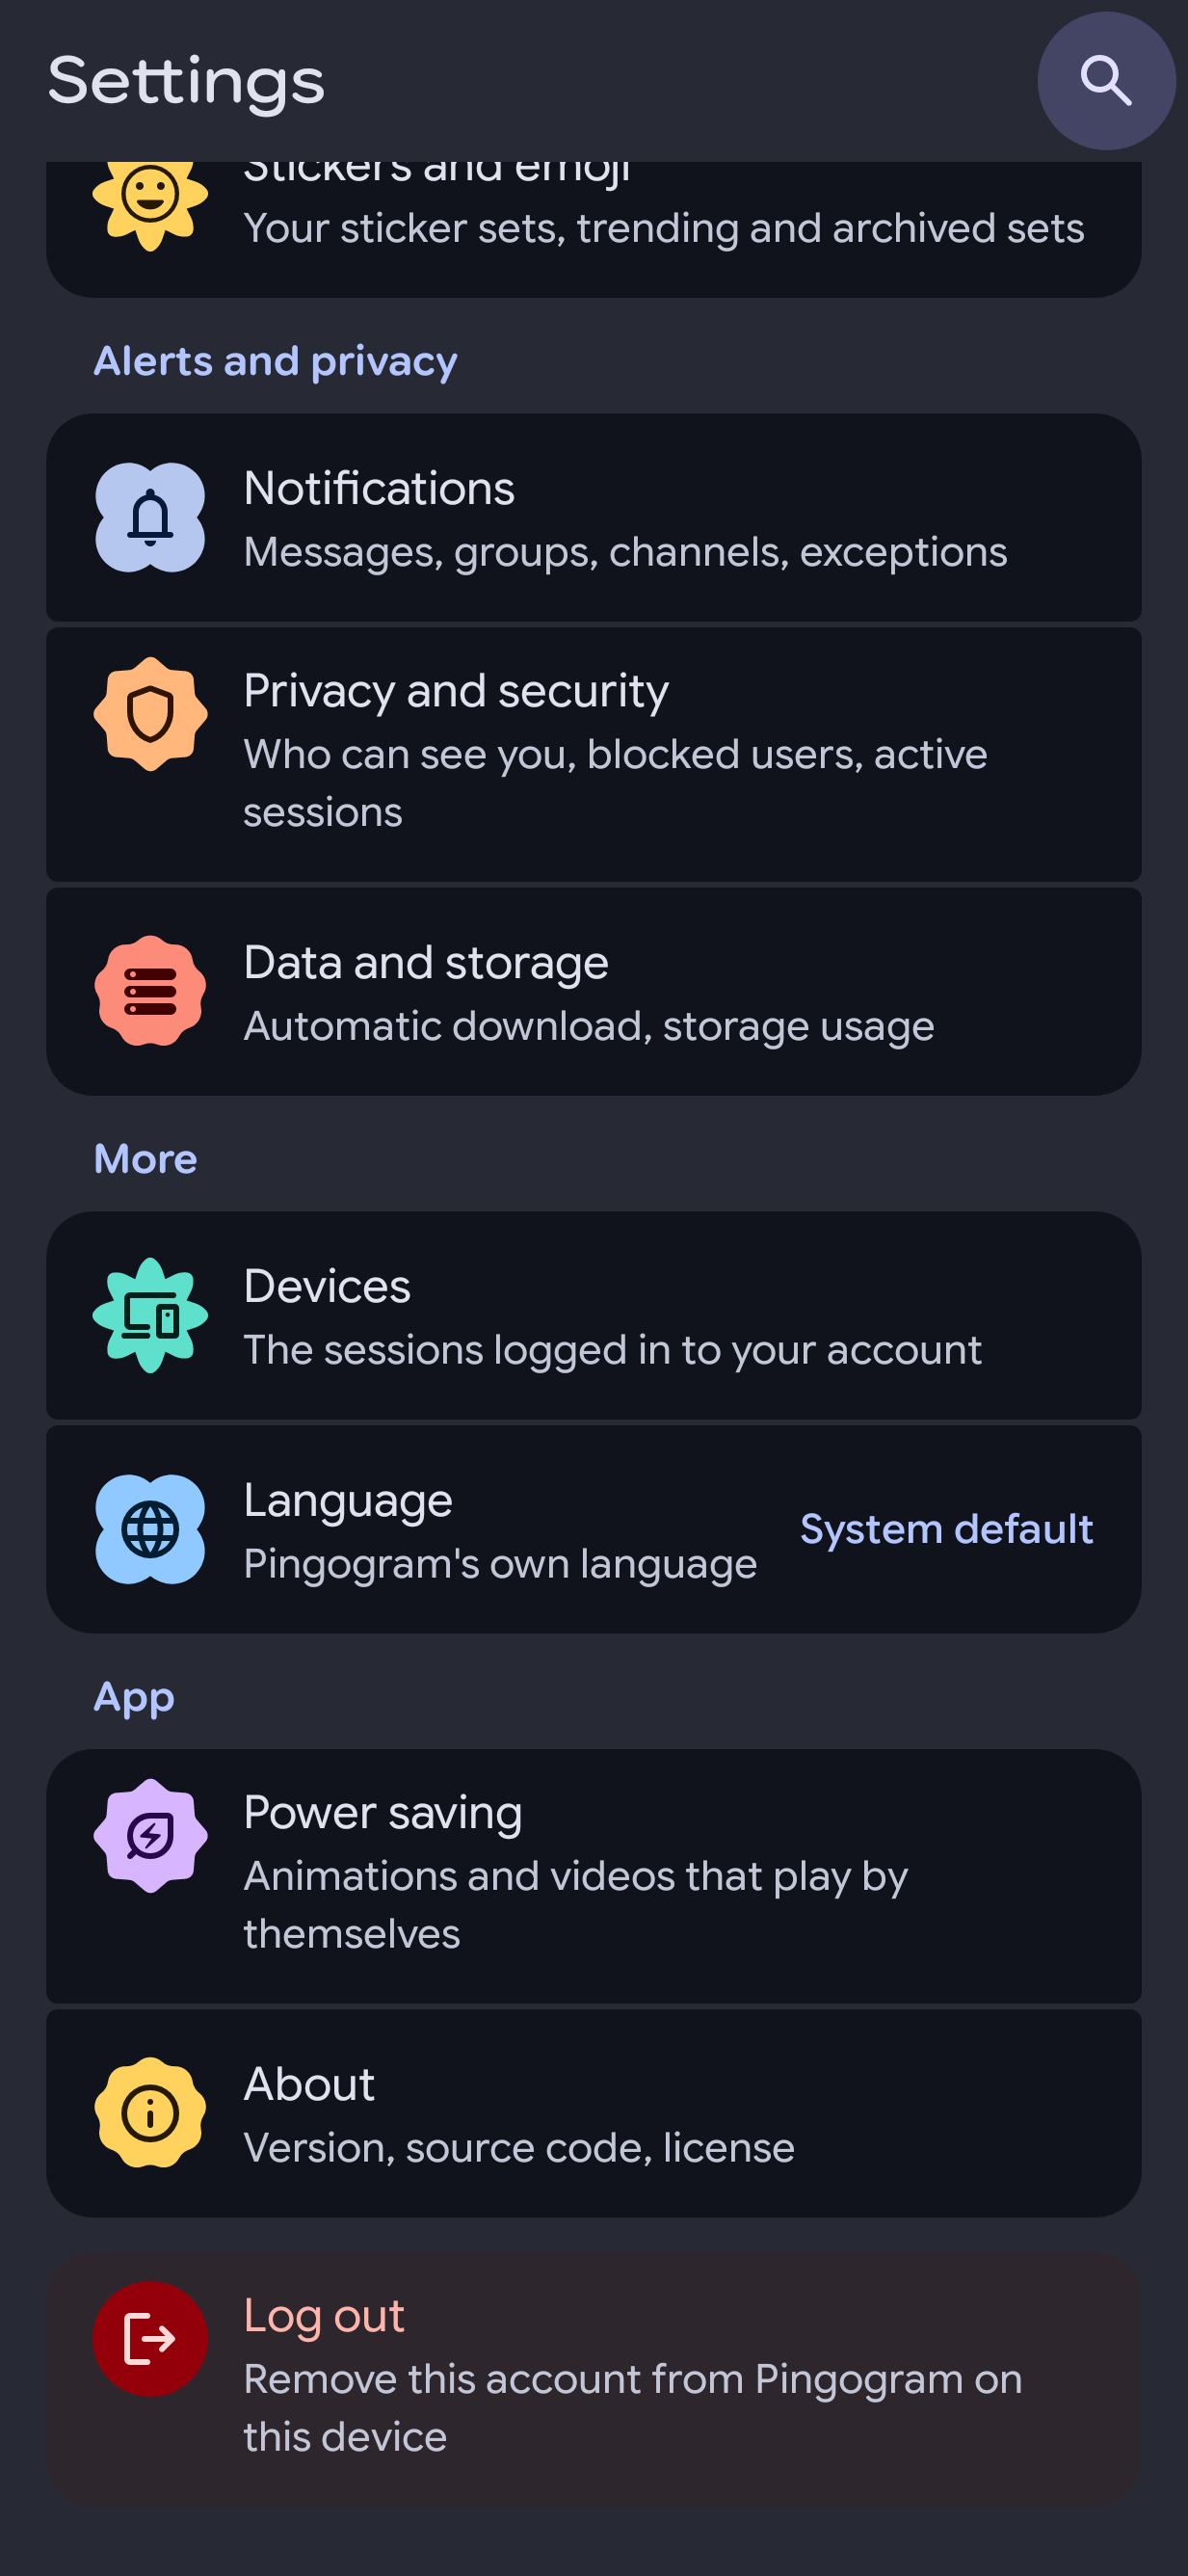 Settings
Stickers and emoji
Your sticker sets, trending and archived sets
Alerts and privacy
Notifications
Messages, groups, channels, exceptions
Privacy and security
Who can see you, blocked users, active
sessions
Data and storage
Automatic download, storage usage
More
Devices
The sessions logged in to your account
Language
Pingogram's own language
System default
App
Power saving
Animations and videos that play by
themselves
About
Version, source code, license
Log out
Remove this account from Pingogram on
this device